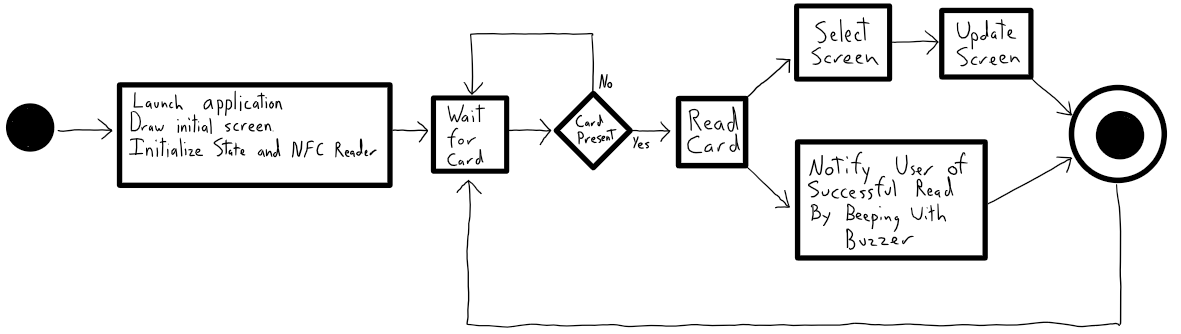 Launch application
Draw initial screen
Initialize State and NFC Reader
Wait
for
Card
No
Card
Present
Yes
Read
Card
Select
Screen
Update
Screen
Notify User of
Successful Read
By Beeping With
Buzzer